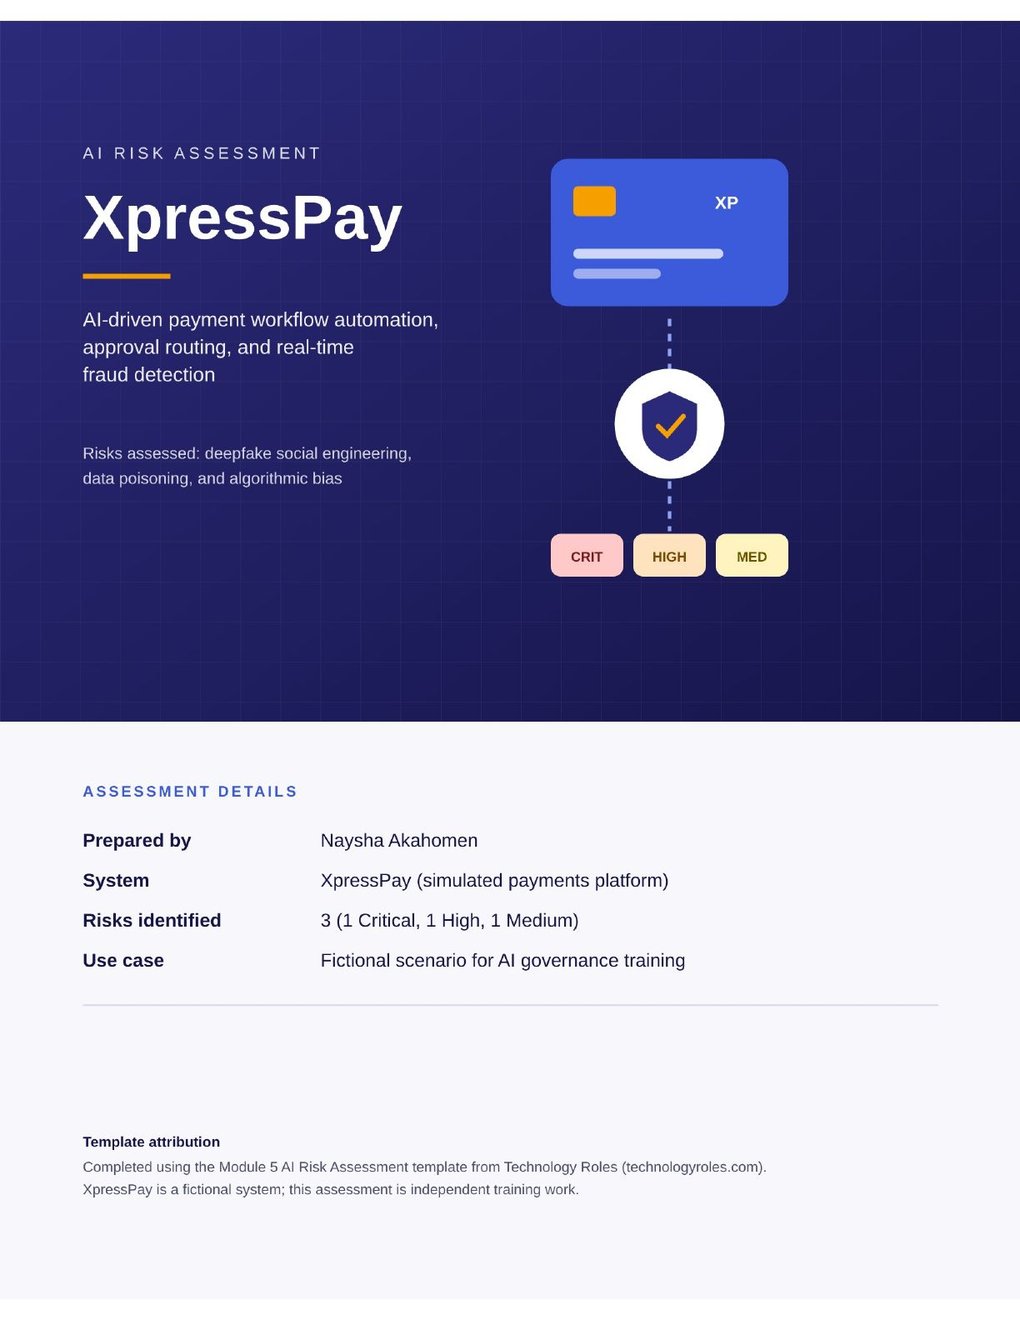 AI RISK ASSESSMENT
XpressPay
AI-driven payment workflow automation,
approval routing, and real-time
fraud detection
Risks assessed: deepfake social engineering,
data poisoning, and algorithmic bias
XP
CRIT
HIGH
MED
ASSESSMENT DETAILS
Prepared by Naysha Akahomen
System XpressPay (simulated payments platform)
Risks identified 3 (1 Critical, 1 High, 1 Medium)
Use case Fictional scenario for AI governance training
Template attribution
Completed using the Module 5 AI Risk Assessment template from Technology Roles (technologyroles.com).
XpressPay is a fictional system; this assessment is independent training work.